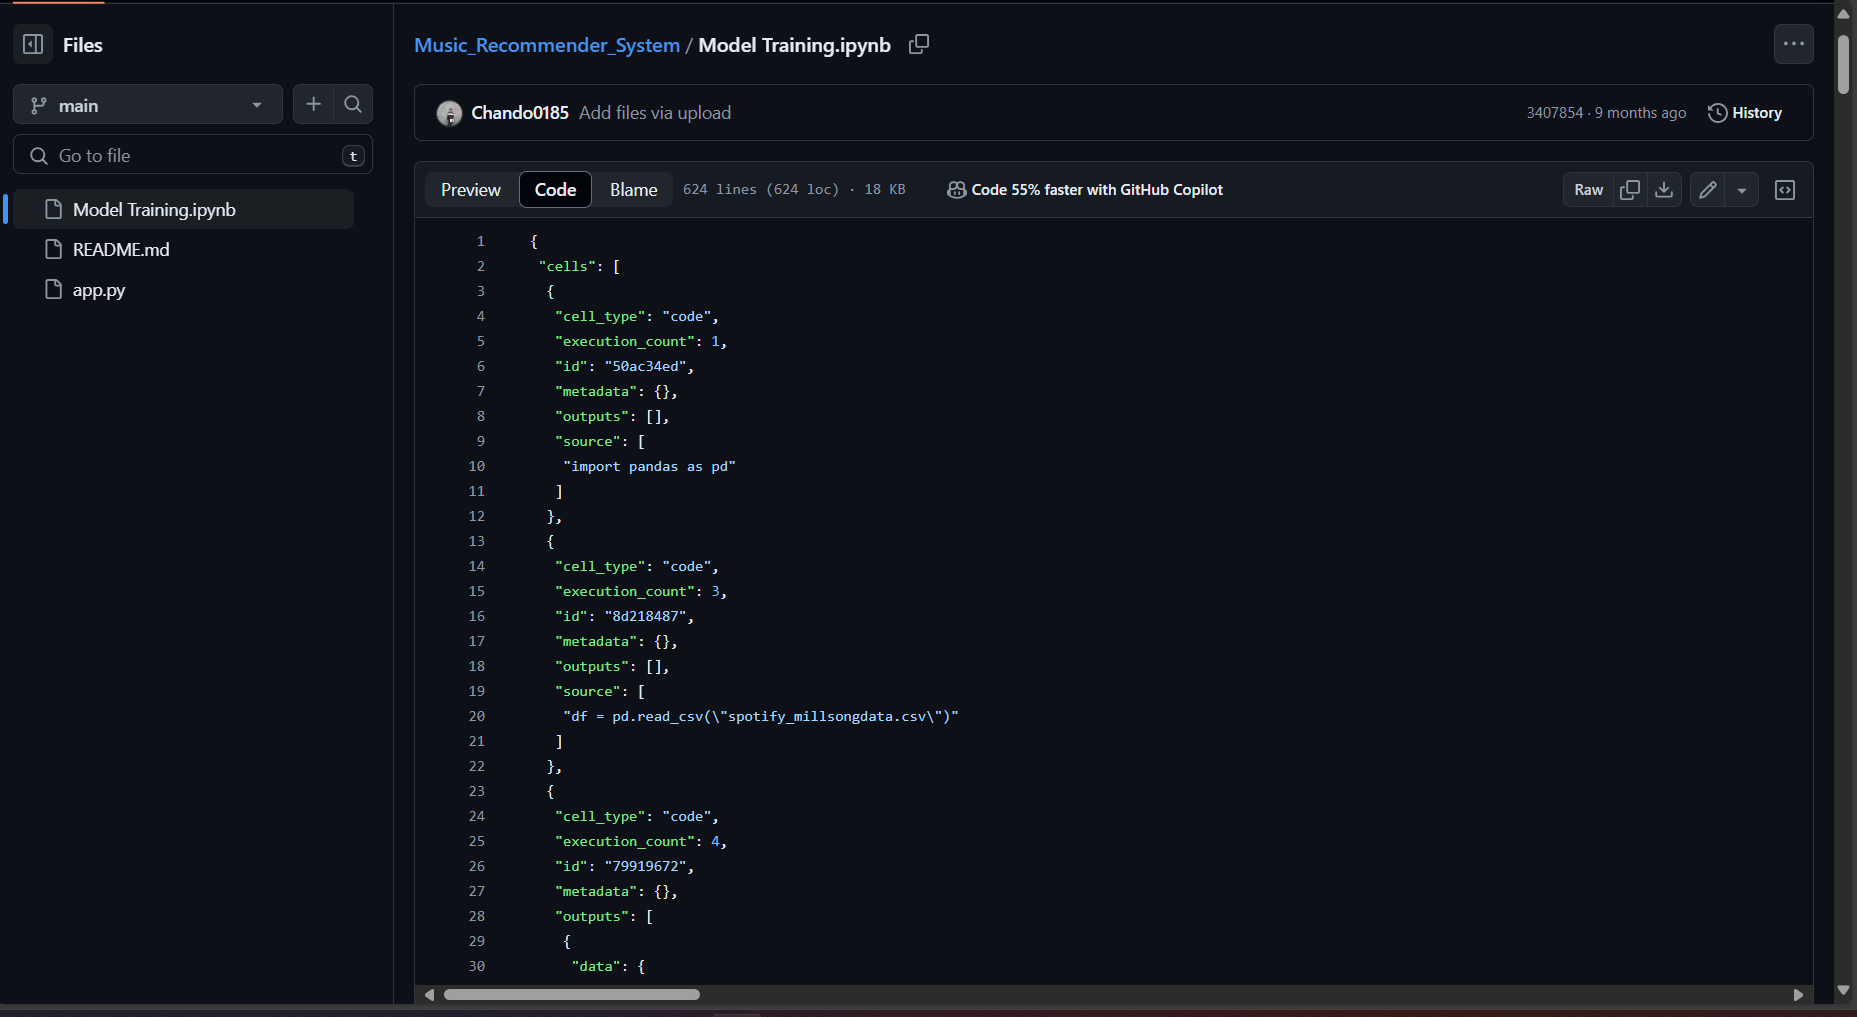 Files
main
Go to file
t
Model Training.ipynb
README.md
app.py
Music_Recommender_System / Model Training.ipynb
Chando0185 Add files via upload
3407854 · 9 months ago
History
Preview
Code
Blame
624 lines (624 loc) · 18 KB
Code 55% faster with GitHub Copilot
Raw
1 {
2 "cells": [
3 {
4 "cell_type": "code",
5 "execution_count": 1,
6 "id": "50ac34ed",
7 "metadata": {},
8 "outputs": [],
9 "source": [
10 "import pandas as pd"
11 ]
12 },
13 {
14 "cell_type": "code",
15 "execution_count": 3,
16 "id": "8d218487",
17 "metadata": {},
18 "outputs": [],
19 "source": [
20 "df = pd.read_csv(\"spotify_millsongdata.csv\")"
21 ]
22 },
23 {
24 "cell_type": "code",
25 "execution_count": 4,
26 "id": "79919672",
27 "metadata": {},
28 "outputs": [
29 {
30 "data": {